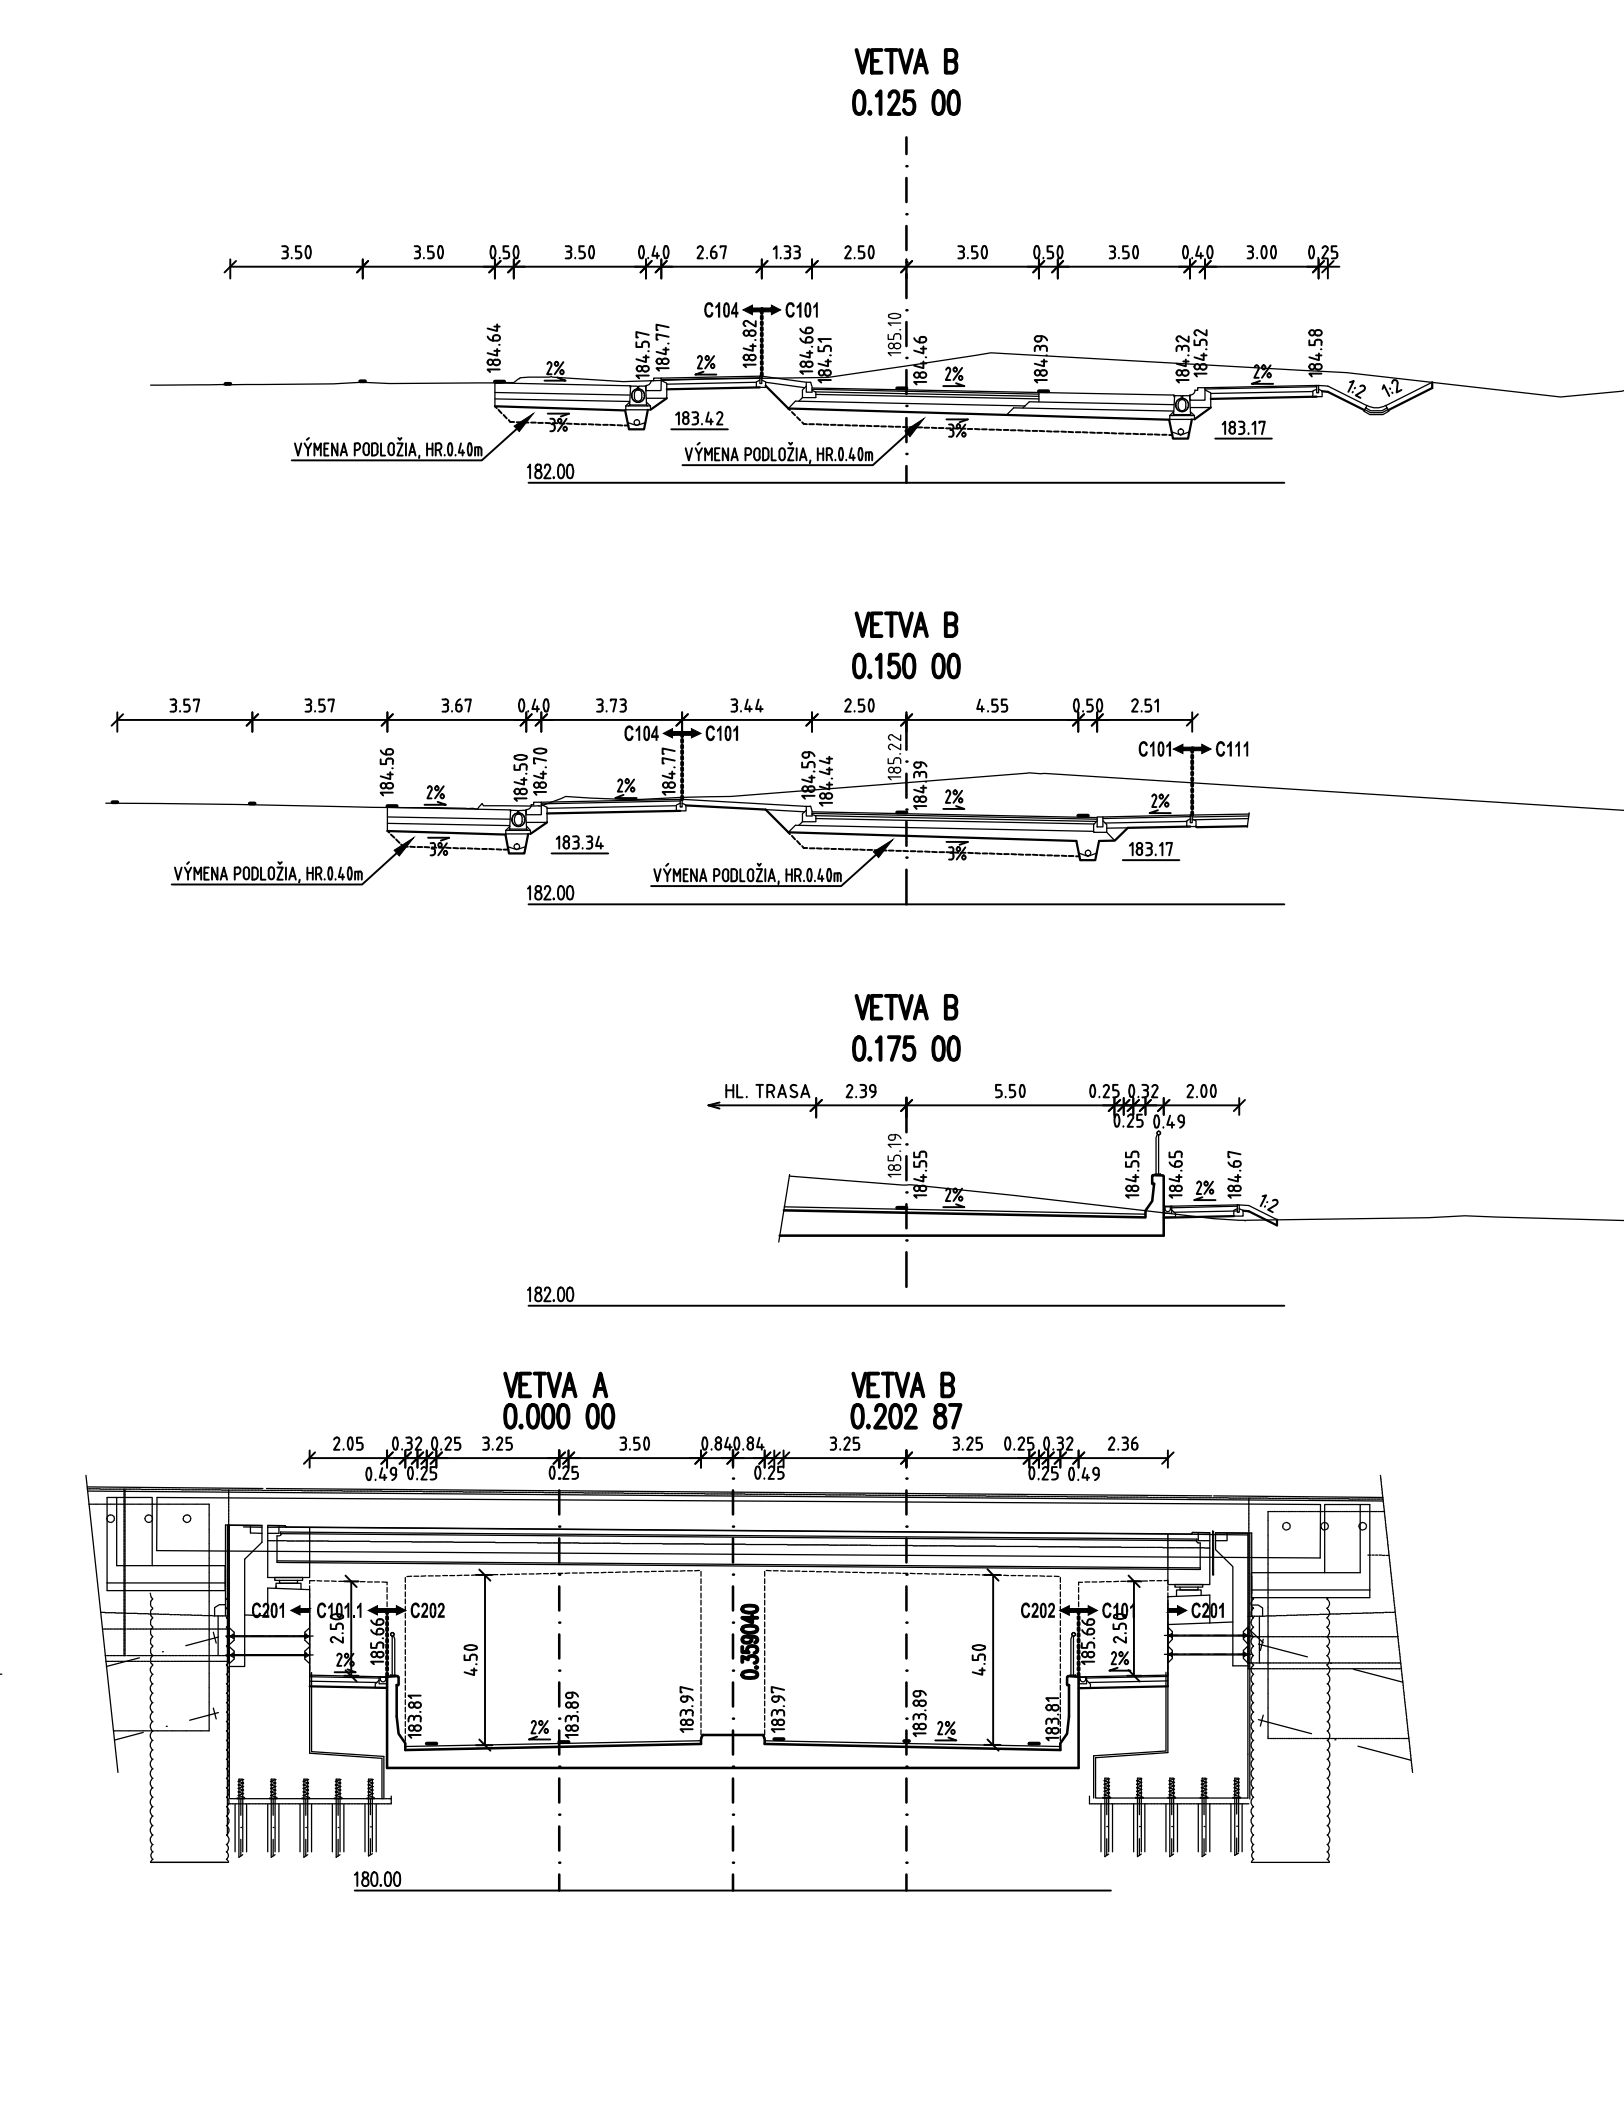 VETVA B
0.125 00
3.50 3.50 0.50 3.50 0.40 2.67 1.33 2.50 3.50 0.50 3.50 0.40 3.00 0.25
C104 C101
184.64 184.57 184.77 184.82 184.66 184.51 185.10 184.46 184.39 184.32 184.52 184.58
2% 2% 2% 2% 1:2 1:2
3% 183.42 3% 183.17
VÝMENA PODLOŽIA, HR.0.40m VÝMENA PODLOŽIA, HR.0.40m
182.00
VETVA B
0.150 00
3.57 3.57 3.67 0.40 3.73 3.44 2.50 4.55 0.50 2.51
C104 C101 C101 C111
184.56 184.50 184.70 184.77 184.59 184.44 185.22 184.39
2% 2% 2% 2%
3% 183.34 3% 183.17
VÝMENA PODLOŽIA, HR.0.40m VÝMENA PODLOŽIA, HR.0.40m
182.00
VETVA B
0.175 00
HL. TRASA 2.39 5.50 0.25 0.32 2.00
0.25 0.49
185.19 184.55 184.55 184.65 184.67
2% 2% 1:2
182.00
VETVA A VETVA B
0.000 00 0.202 87
2.05 0.32 0.25 3.25 3.50 0.84 0.84 3.25 3.25 0.25 0.32 2.36
0.49 0.25 0.25 0.25 0.25 0.49
C201 C101.1 C202 C202 C101 C201
2.50 185.66 4.50 0.359040 4.50 185.66 2.50
2% 2%
183.81 183.89 183.97 183.97 183.89 183.81
2% 2%
180.00